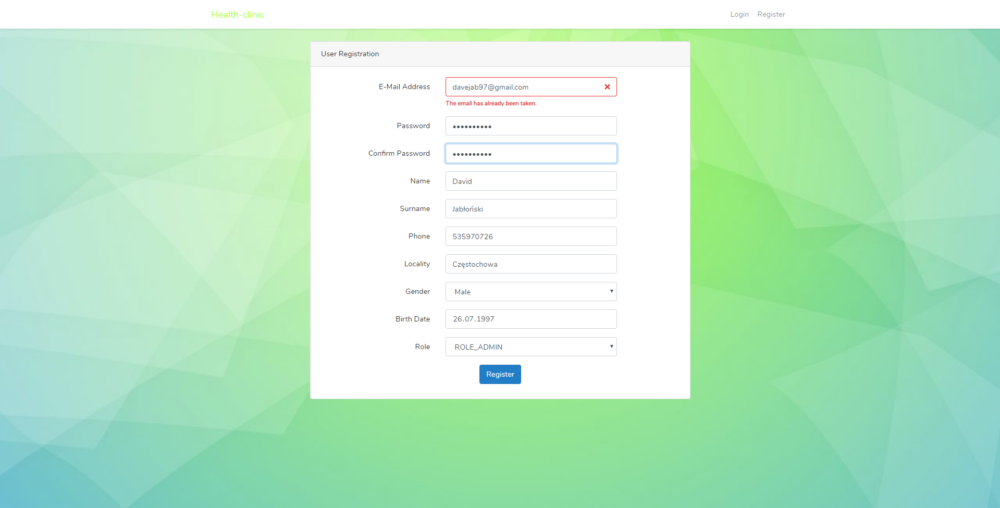 Health-clinic
Login Register
User Registration
E-Mail Address davejab97@gmail.com
The email has already been taken.
Password ••••••••••
Confirm Password ••••••••••
Name David
Surname Jabłoński
Phone 535970726
Locality Częstochowa
Gender Male
Birth Date 26.07.1997
Role ROLE_ADMIN
Register